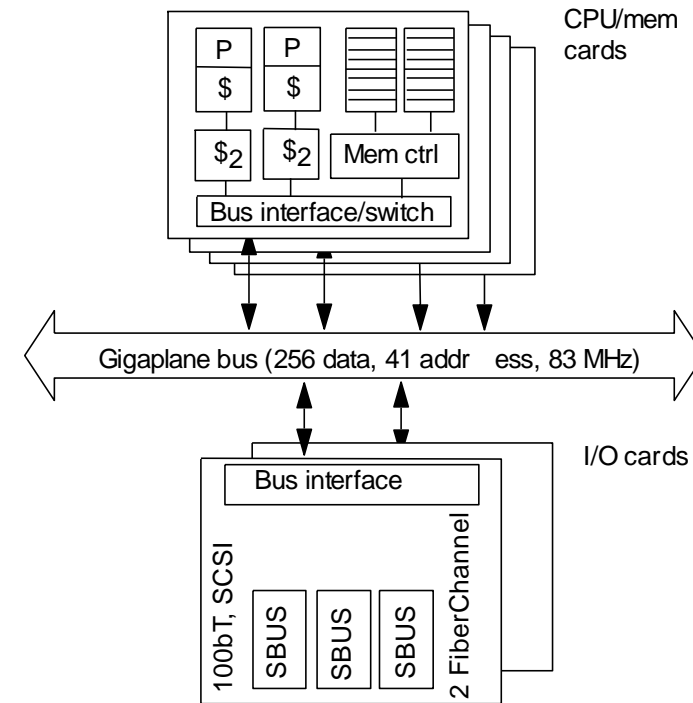 CPU/mem
cards
P P
$ $
$2 $2 Mem ctrl
Bus interface/switch
Gigaplane bus (256 data, 41 addr ess, 83 MHz)
I/O cards
Bus interface
100bT, SCSI
SBUS
SBUS
SBUS
2 FiberChannel